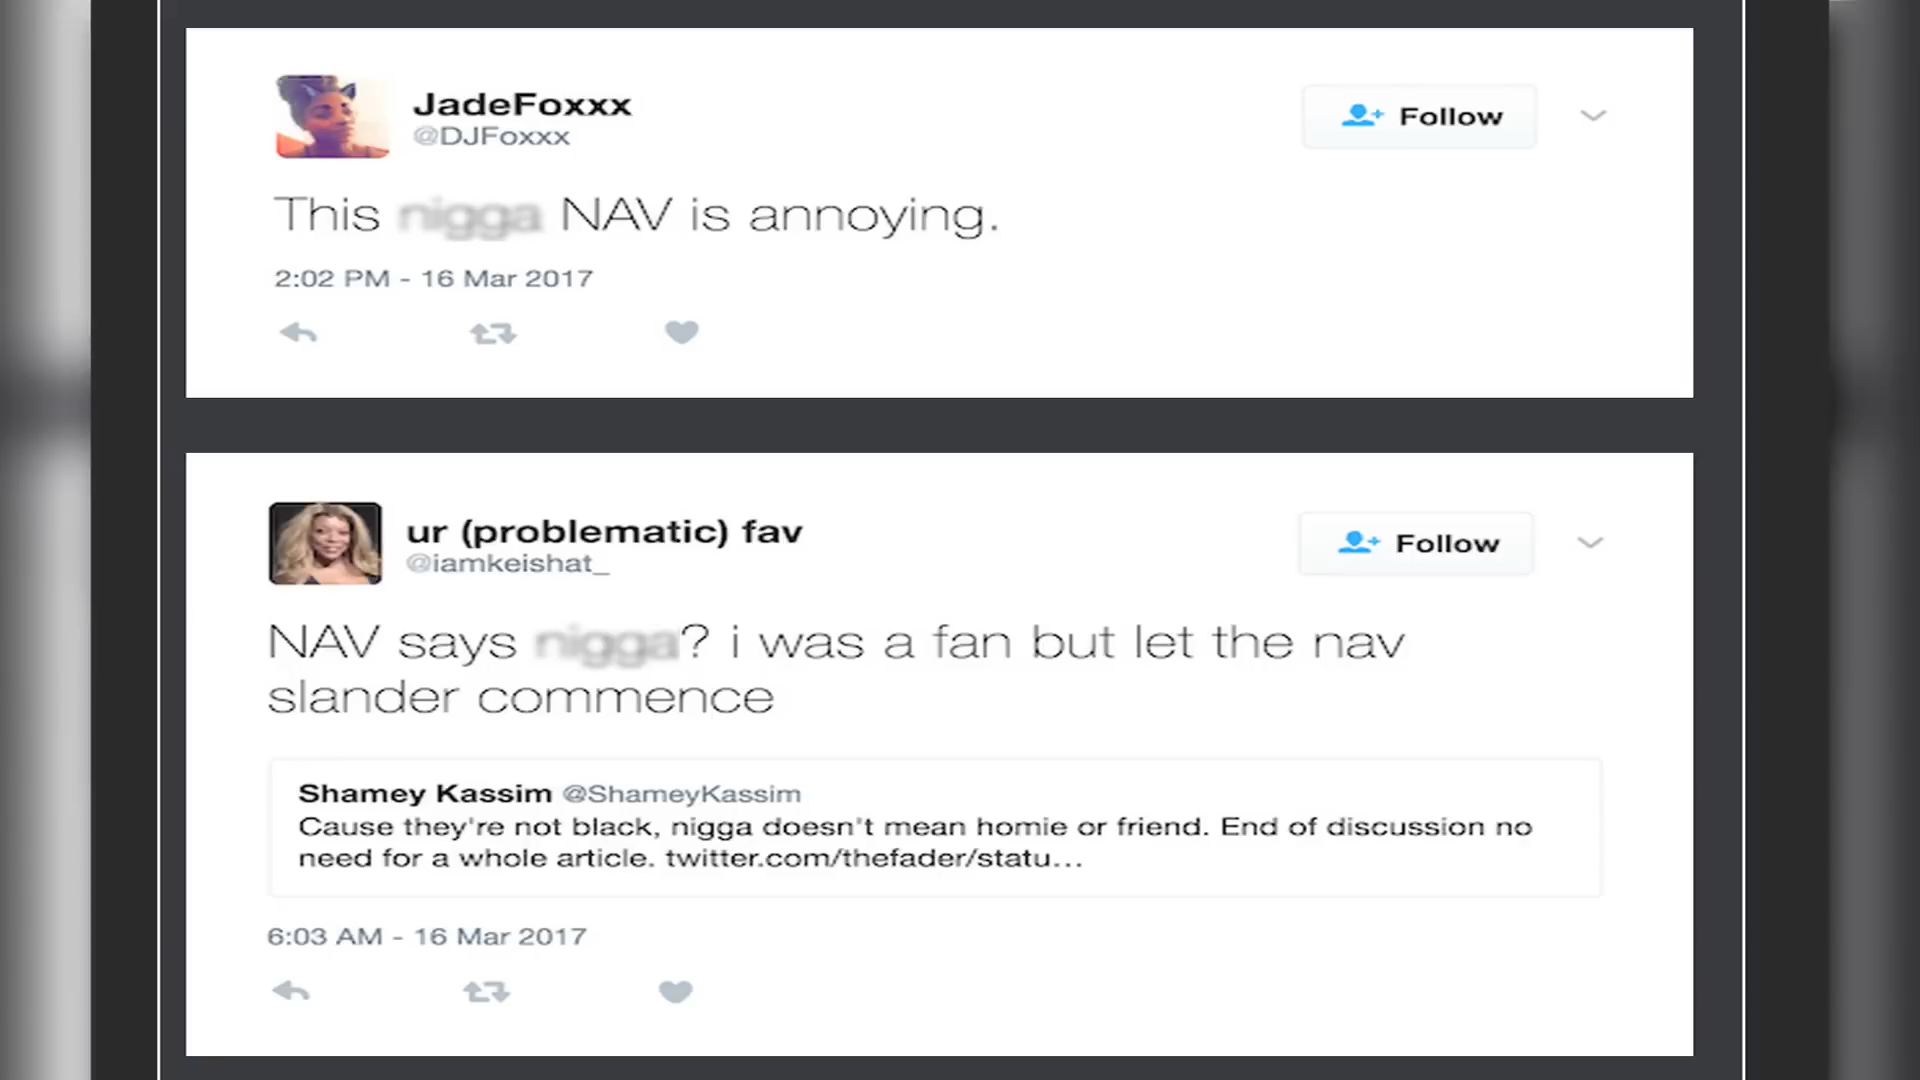 JadeFoxxx
@DJFoxxx
Follow
This nigga NAV is annoying.
2:02 PM - 16 Mar 2017
ur (problematic) fav
@iamkeishat_
Follow
NAV says nigga? i was a fan but let the nav
slander commence
Shamey Kassim @ShameyKassim
Cause they're not black, nigga doesn't mean homie or friend. End of discussion no
need for a whole article. twitter.com/thefader/statu...
6:03 AM - 16 Mar 2017